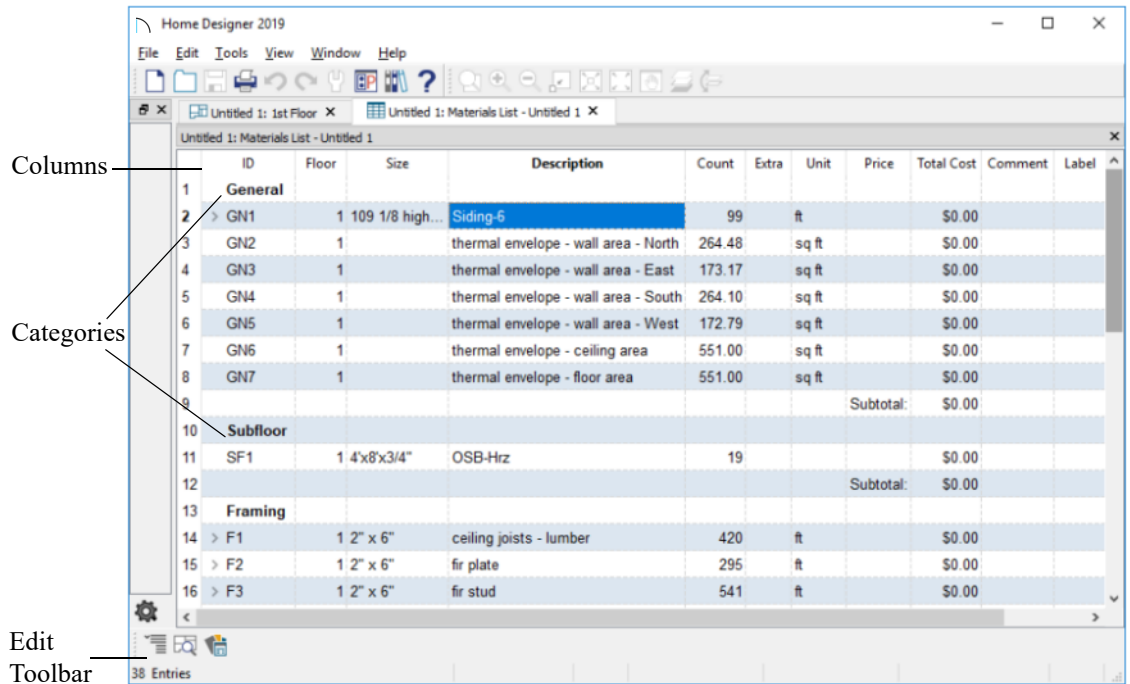 Home Designer 2019
File Edit Tools View Window Help
Untitled 1: 1st Floor Untitled 1: Materials List - Untitled 1
Untitled 1: Materials List - Untitled 1
Columns
ID Floor Size Description Count Extra Unit Price Total Cost Comment Label
1 General
2 > GN1 1 109 1/8 high... Siding-6 99 ft $0.00
3 GN2 1 thermal envelope - wall area - North 264.48 sq ft $0.00
4 GN3 1 thermal envelope - wall area - East 173.17 sq ft $0.00
5 GN4 1 thermal envelope - wall area - South 264.10 sq ft $0.00
Categories
6 GN5 1 thermal envelope - wall area - West 172.79 sq ft $0.00
7 GN6 1 thermal envelope - ceiling area 551.00 sq ft $0.00
8 GN7 1 thermal envelope - floor area 551.00 sq ft $0.00
9 Subtotal: $0.00
10 Subfloor
11 SF1 1 4'x8'x3/4" OSB-Hrz 19 $0.00
12 Subtotal: $0.00
13 Framing
14 > F1 1 2" x 6" ceiling joists - lumber 420 ft $0.00
15 > F2 1 2" x 6" fir plate 295 ft $0.00
16 > F3 1 2" x 6" fir stud 541 ft $0.00
Edit
Toolbar
38 Entries